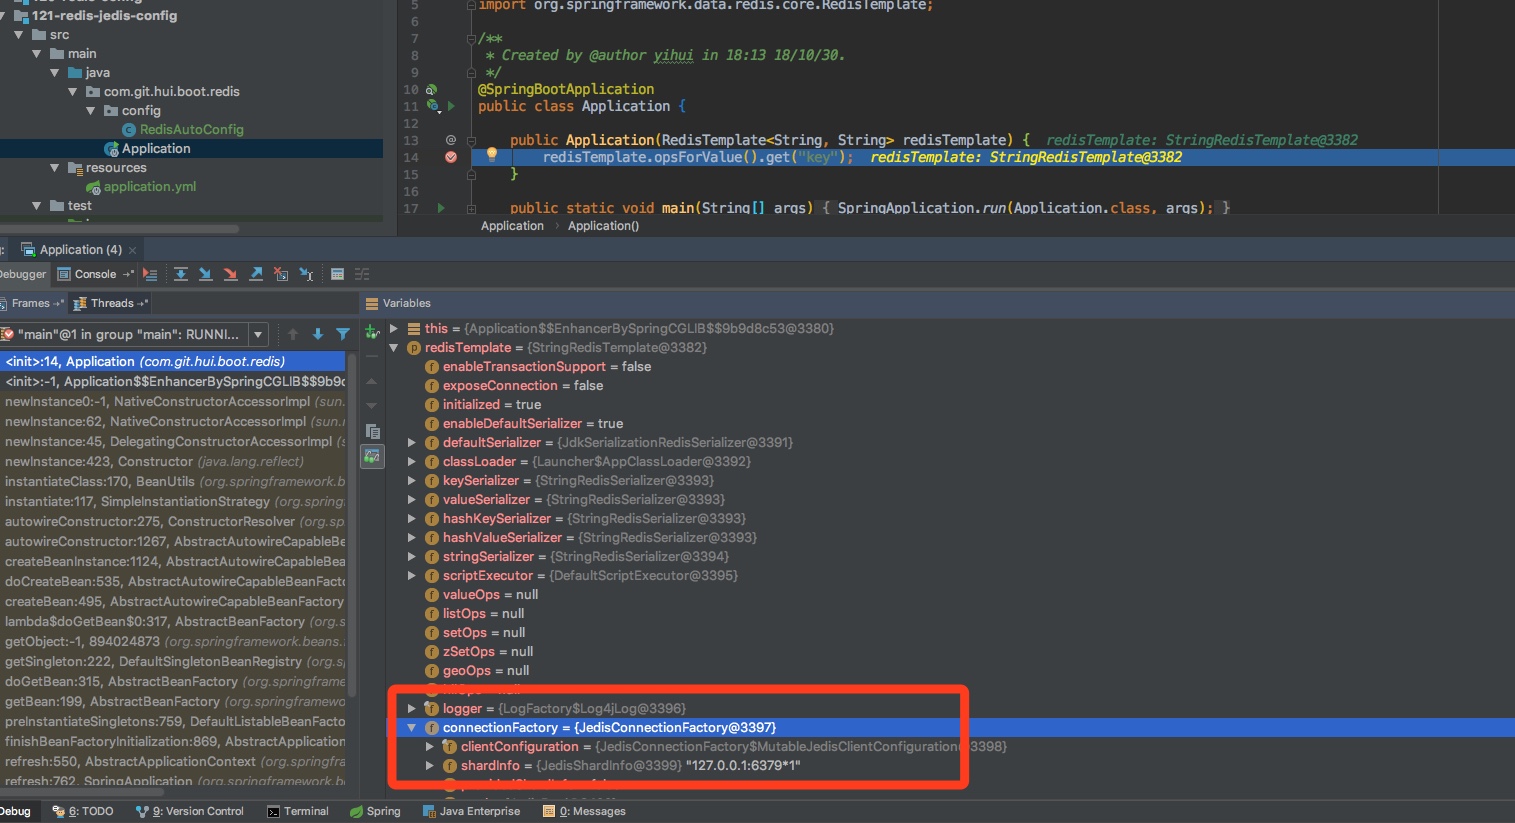 121-redis-jedis-config
src
main
java
com.git.hui.boot.redis
config
RedisAutoConfig
Application
resources
application.yml
test
5 import org.springframework.data.redis.core.RedisTemplate;
6
7 /**
8 * Created by @author yihui in 18:13 18/10/30.
9 */
10 @SpringBootApplication
11 public class Application {
12
13 @ public Application(RedisTemplate<String, String> redisTemplate) { redisTemplate: StringRedisTemplate@3382
14 redisTemplate.opsForValue().get("key"); redisTemplate: StringRedisTemplate@3382
15 }
16
17 public static void main(String[] args) { SpringApplication.run(Application.class, args); }
Application › Application()
Application (4) ×
Debugger Console
Frames Threads Variables
"main"@1 in group "main": RUNNI...
<init>:14, Application (com.git.hui.boot.redis)
<init>:-1, Application$$EnhancerBySpringCGLIB$$9b9d
newInstance0:-1, NativeConstructorAccessorImpl (sun.
newInstance:62, NativeConstructorAccessorImpl (sun.
newInstance:45, DelegatingConstructorAccessorImpl (s
newInstance:423, Constructor (java.lang.reflect)
instantiateClass:170, BeanUtils (org.springframework.b
instantiate:117, SimpleInstantiationStrategy (org.spring
autowireConstructor:275, ConstructorResolver (org.sp
autowireConstructor:1267, AbstractAutowireCapableBe
createBeanInstance:1124, AbstractAutowireCapableBea
doCreateBean:535, AbstractAutowireCapableBeanFact
createBean:495, AbstractAutowireCapableBeanFactory
lambda$doGetBean$0:317, AbstractBeanFactory (org.s
getObject:-1, 894024873 (org.springframework.beans.
getSingleton:222, DefaultSingletonBeanRegistry (org.s
doGetBean:315, AbstractBeanFactory (org.springframe
getBean:199, AbstractBeanFactory (org.springframewor
preInstantiateSingletons:759, DefaultListableBeanFacto
finishBeanFactoryInitialization:869, AbstractApplication
refresh:550, AbstractApplicationContext (org.springfra
refresh:762, SpringApplication (org.springframework.b
this = {Application$$EnhancerBySpringCGLIB$$9b9d8c53@3380}
redisTemplate = {StringRedisTemplate@3382}
enableTransactionSupport = false
exposeConnection = false
initialized = true
enableDefaultSerializer = true
defaultSerializer = {JdkSerializationRedisSerializer@3391}
classLoader = {Launcher$AppClassLoader@3392}
keySerializer = {StringRedisSerializer@3393}
valueSerializer = {StringRedisSerializer@3393}
hashKeySerializer = {StringRedisSerializer@3393}
hashValueSerializer = {StringRedisSerializer@3393}
stringSerializer = {StringRedisSerializer@3394}
scriptExecutor = {DefaultScriptExecutor@3395}
valueOps = null
listOps = null
setOps = null
zSetOps = null
geoOps = null
logger = {LogFactory$Log4jLog@3396}
connectionFactory = {JedisConnectionFactory@3397}
clientConfiguration = {JedisConnectionFactory$MutableJedisClientConfiguration@3398}
shardInfo = {JedisShardInfo@3399} "127.0.0.1:6379*1"
Debug 6: TODO 9: Version Control Terminal Spring Java Enterprise 0: Messages